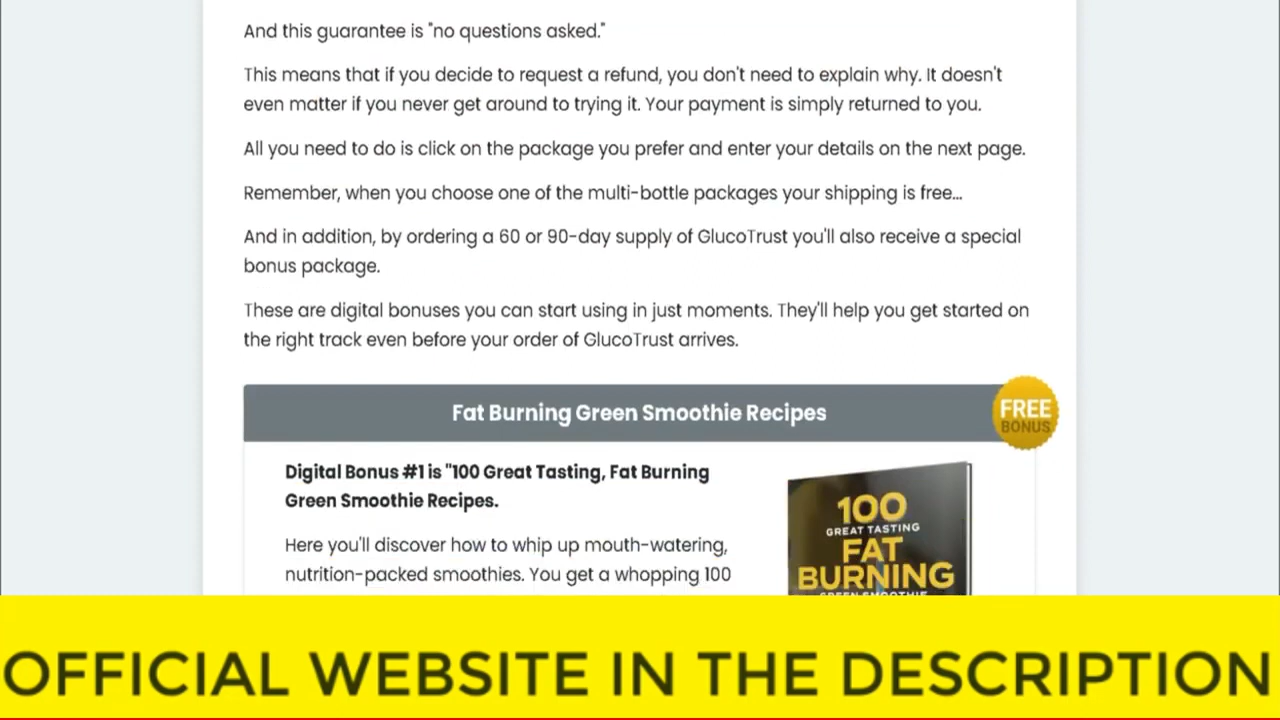 And this guarantee is "no questions asked."
This means that if you decide to request a refund, you don't need to explain why. It doesn't
even matter if you never get around to trying it. Your payment is simply returned to you.
All you need to do is click on the package you prefer and enter your details on the next page.
Remember, when you choose one of the multi-bottle packages your shipping is free...
And in addition, by ordering a 60 or 90-day supply of GlucoTrust you'll also receive a special
bonus package.
These are digital bonuses you can start using in just moments. They'll help you get started on
the right track even before your order of GlucoTrust arrives.
Fat Burning Green Smoothie Recipes
FREE
BONUS
Digital Bonus #1 is "100 Great Tasting, Fat Burning
Green Smoothie Recipes.
Here you'll discover how to whip up mouth-watering,
nutrition-packed smoothies. You get a whopping 100
100
GREAT TASTING
FAT
BURNING
GREEN SMOOTHIE
OFFICIAL WEBSITE IN THE DESCRIPTION